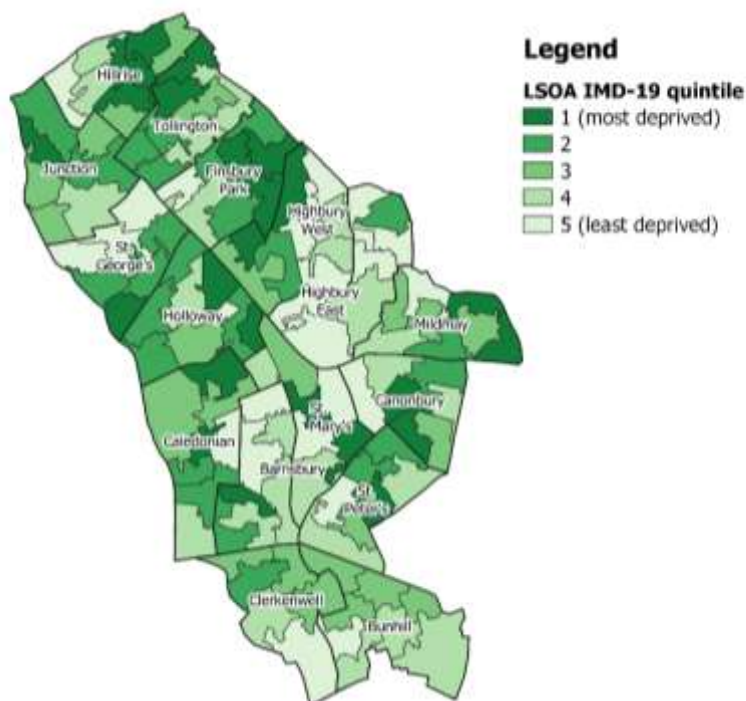 Legend
LSOA IMD-19 quintile
1 (most deprived)
2
3
4
5 (least deprived)
Hillrise
Tollington
Junction
Finsbury
Park
Highbury
West
St
George's
Highbury
East
Holloway
Mildmay
Canonbury
St
Mary's
Caledonian
Barnsbury
St
Peter's
Clerkenwell
Bunhill